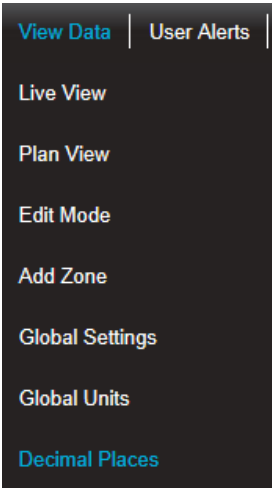 View Data User Alerts
Live View
Plan View
Edit Mode
Add Zone
Global Settings
Global Units
Decimal Places